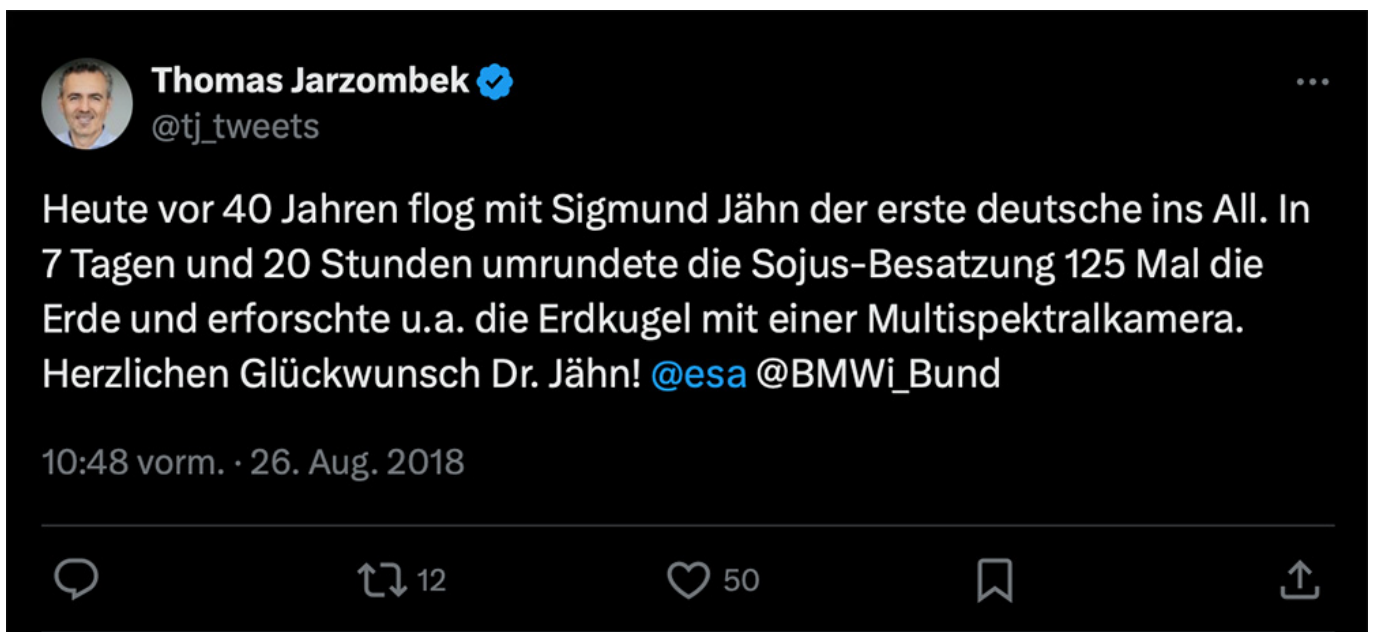 Thomas Jarzombek
@tj_tweets
Heute vor 40 Jahren flog mit Sigmund Jähn der erste deutsche ins All. In
7 Tagen und 20 Stunden umrundete die Sojus-Besatzung 125 Mal die
Erde und erforschte u.a. die Erdkugel mit einer Multispektralkamera.
Herzlichen Glückwunsch Dr. Jähn! @esa @BMWi_Bund
10:48 vorm. · 26. Aug. 2018
12 50